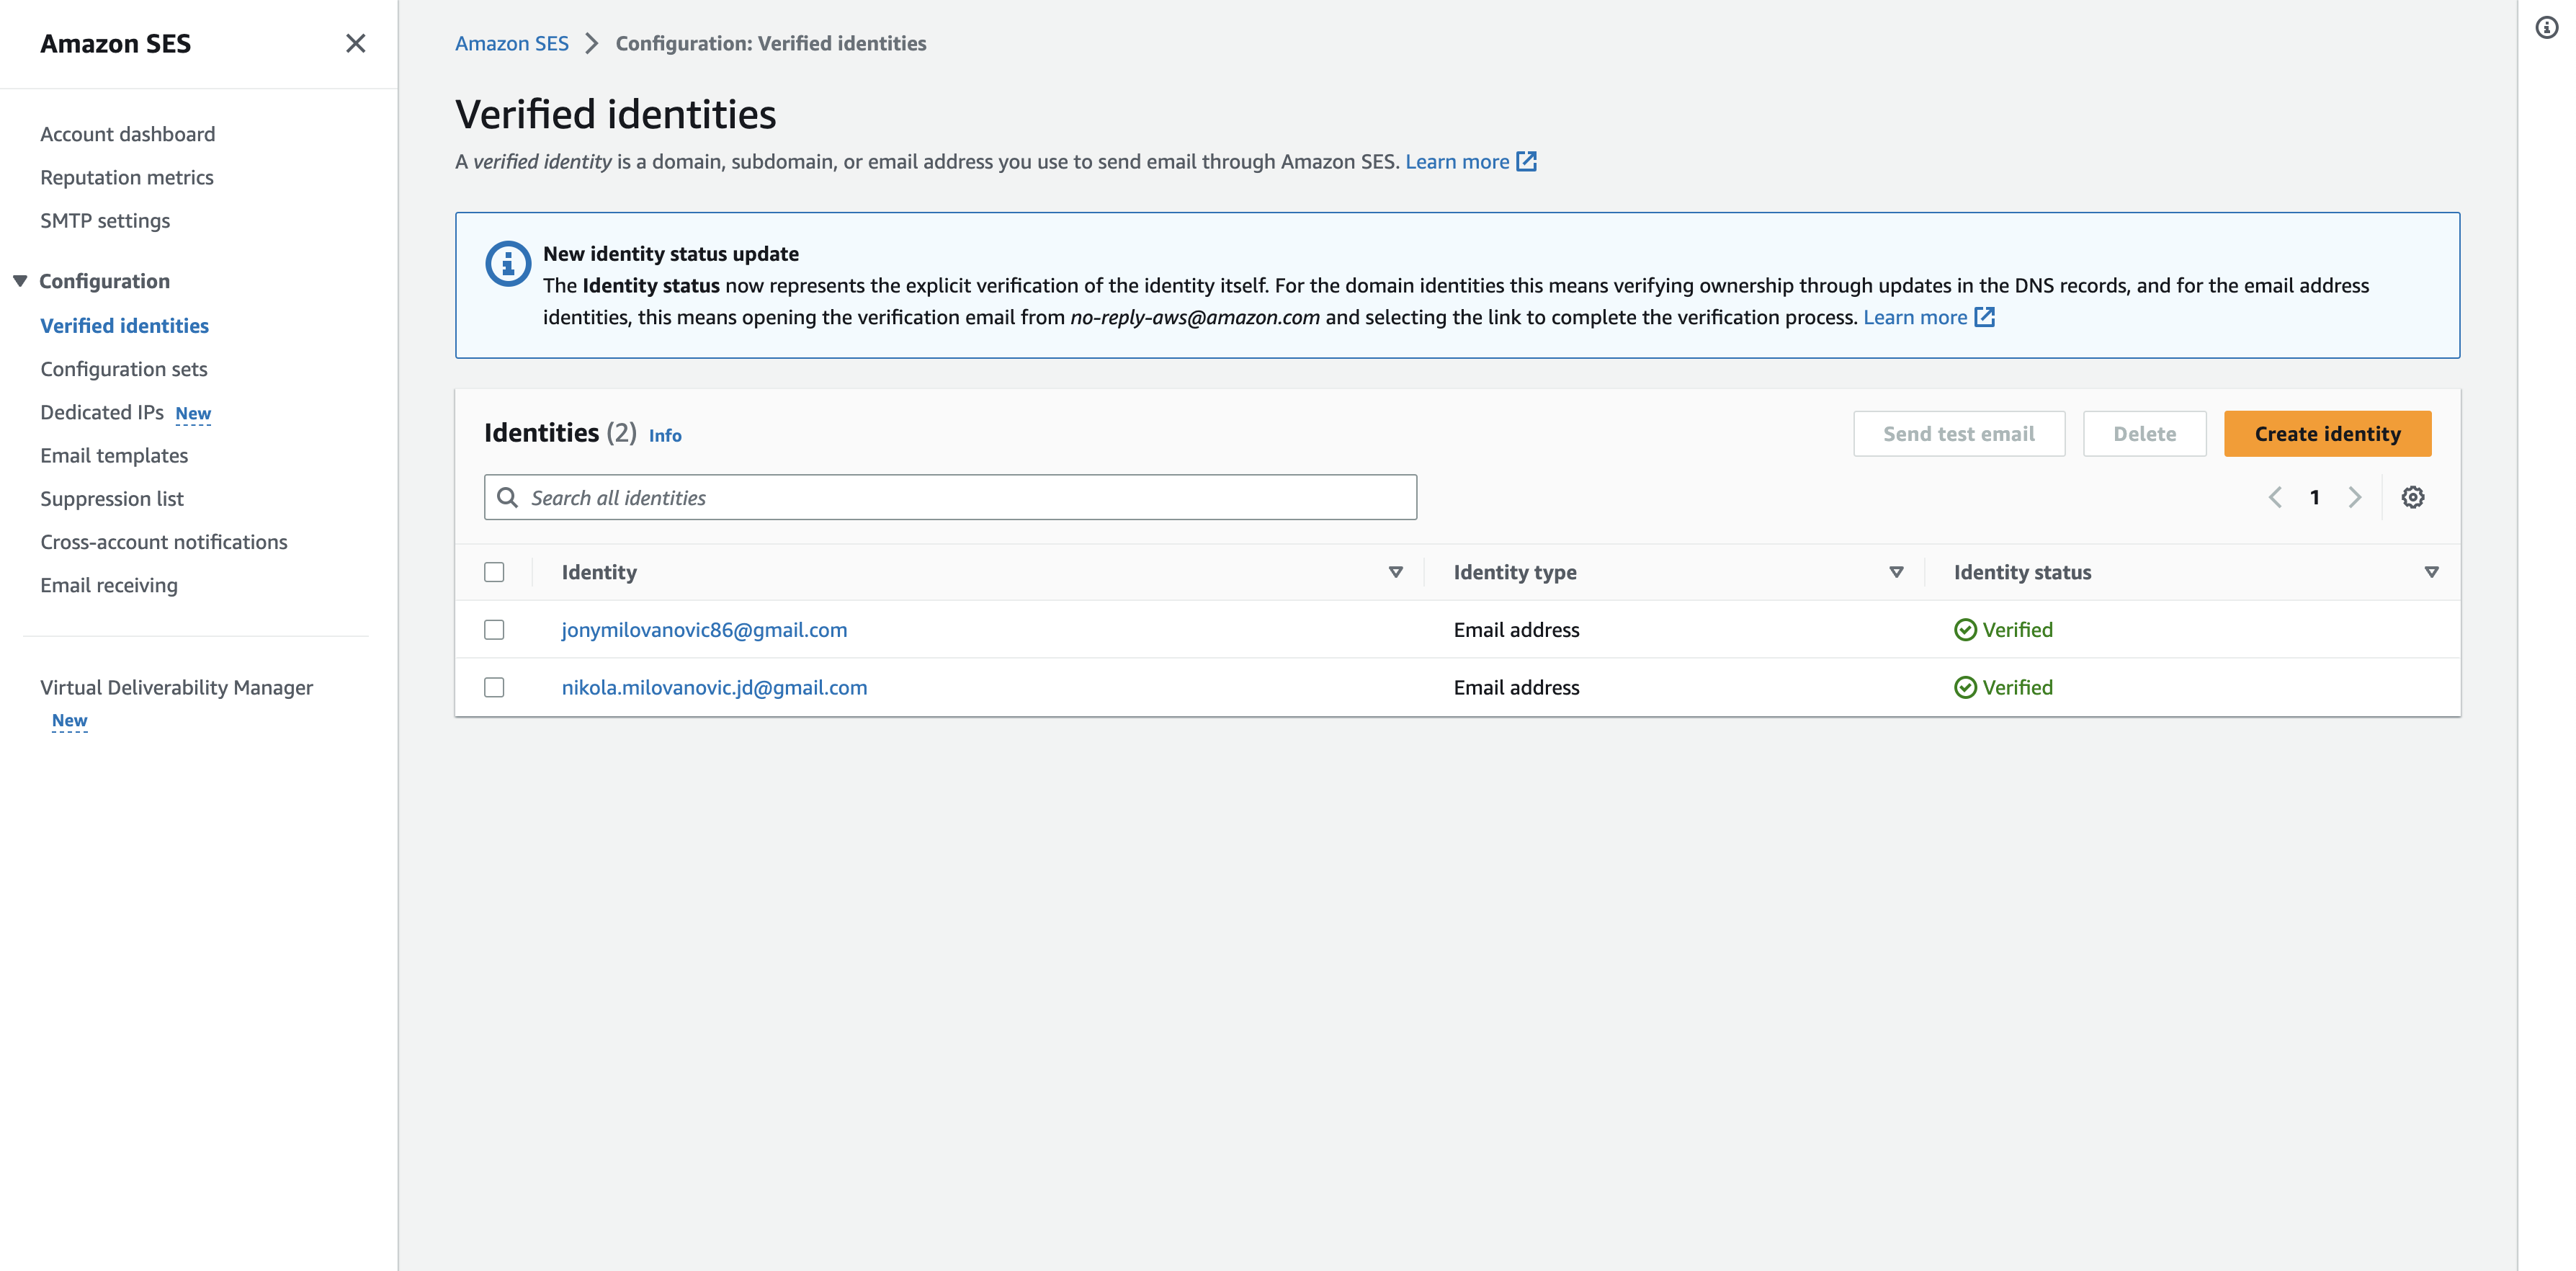 Amazon SES
Account dashboard
Reputation metrics
SMTP settings
Configuration
Verified identities
Configuration sets
Dedicated IPs New
Email templates
Suppression list
Cross-account notifications
Email receiving
Virtual Deliverability Manager
New
Amazon SES Configuration: Verified identities
Verified identities
A verified identity is a domain, subdomain, or email address you use to send email through Amazon SES. Learn more
New identity status update
The Identity status now represents the explicit verification of the identity itself. For the domain identities this means verifying ownership through updates in the DNS records, and for the email address
identities, this means opening the verification email from no-reply-aws@amazon.com and selecting the link to complete the verification process. Learn more
Identities (2) Info
Send test email Delete Create identity
Search all identities
1
Identity Identity type Identity status
jonymilovanovic86@gmail.com Email address Verified
nikola.milovanovic.jd@gmail.com Email address Verified